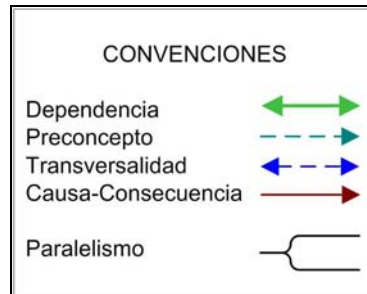 CONVENCIONES
Dependencia
Preconcepto
Transversalidad
Causa-Consecuencia
Paralelismo